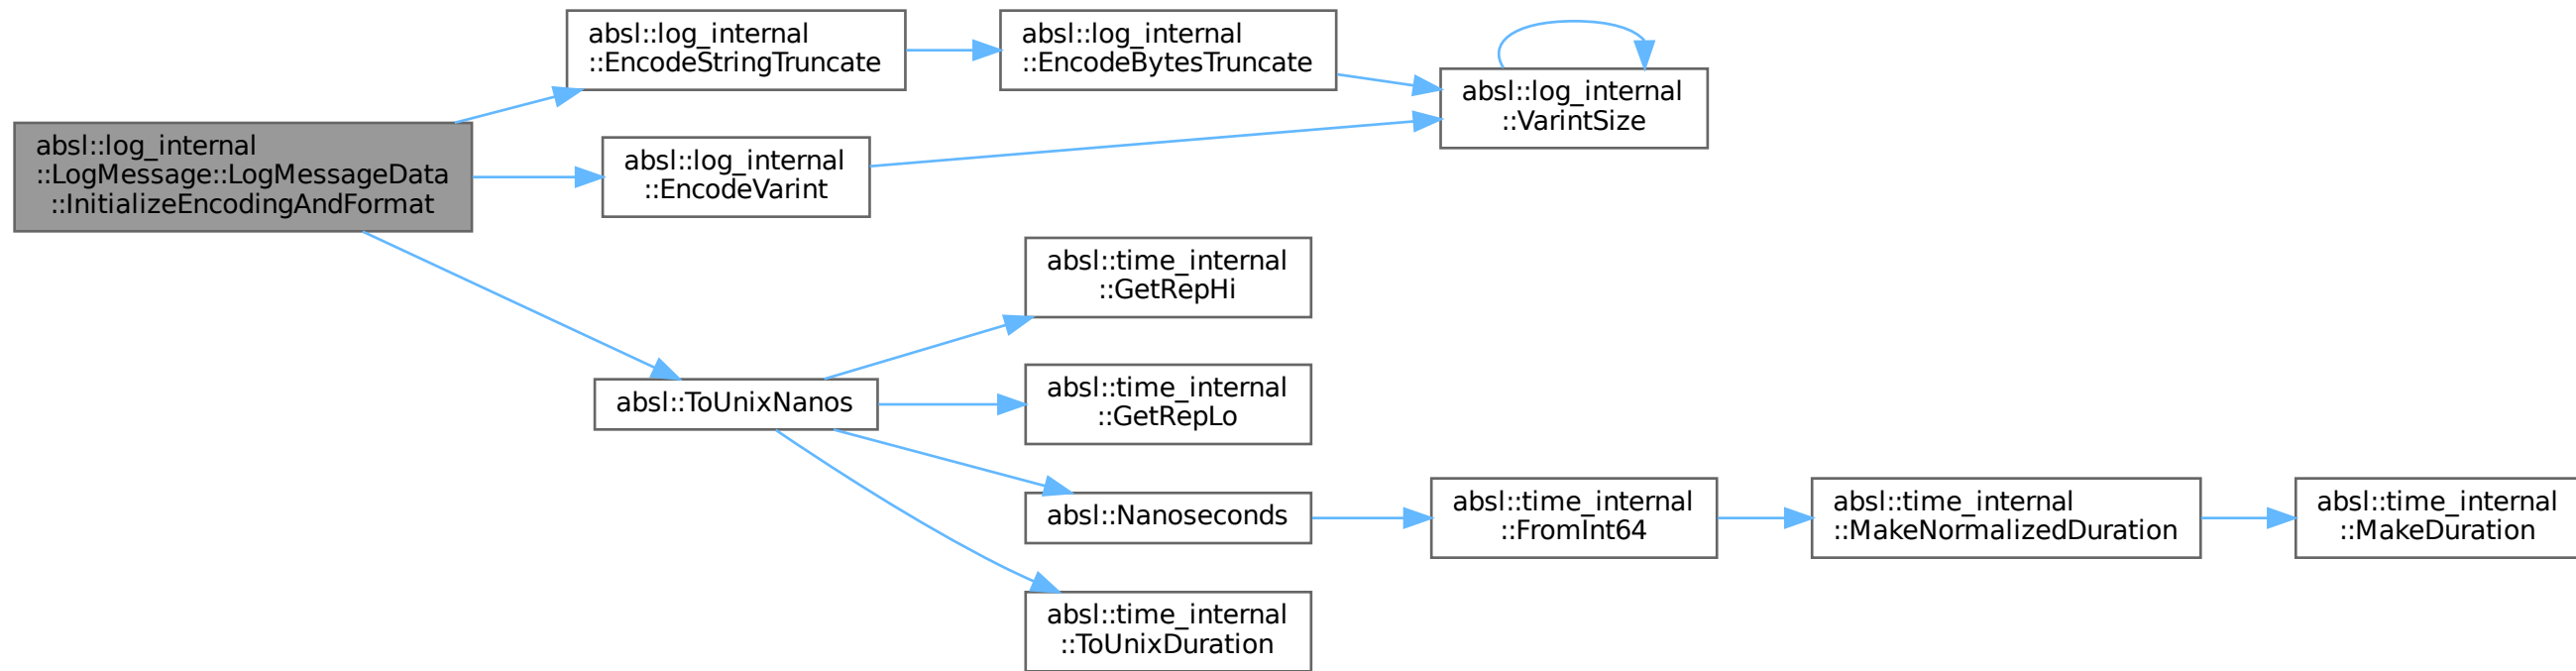 absl::log_internal
::LogMessage::LogMessageData
::InitializeEncodingAndFormat
absl::log_internal
::EncodeStringTruncate
absl::log_internal
::EncodeBytesTruncate
absl::log_internal
::VarintSize
absl::log_internal
::EncodeVarint
absl::ToUnixNanos
absl::time_internal
::GetRepHi
absl::time_internal
::GetRepLo
absl::Nanoseconds
absl::time_internal
::FromInt64
absl::time_internal
::MakeNormalizedDuration
absl::time_internal
::MakeDuration
absl::time_internal
::ToUnixDuration